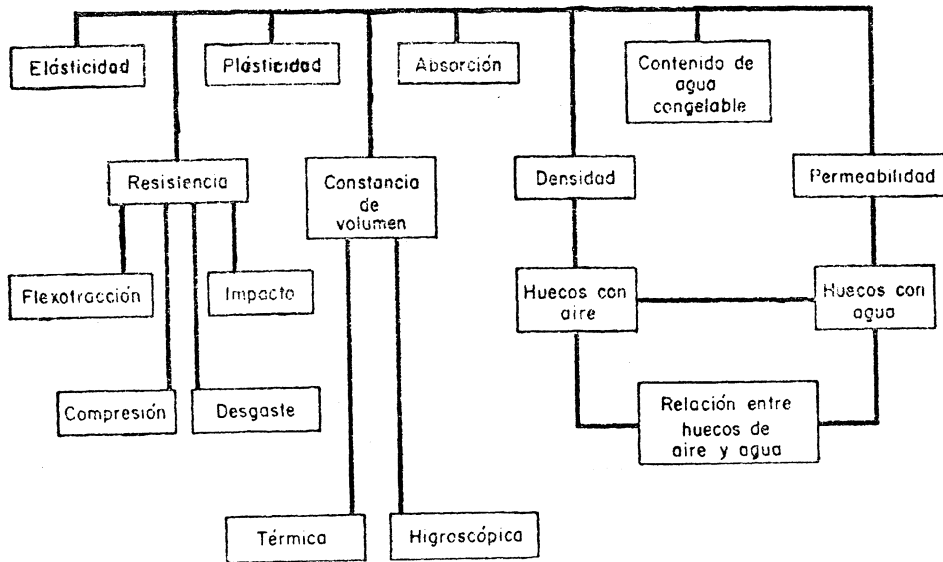 Elásticidad
Plásticidad
Absorción
Contenido de
agua
congelable
Resistencia
Constancia
de
volumen
Densidad
Permeabilidad
Flexotracción
Impacto
Huecos con
aire
Huecos con
agua
Compresión
Desgaste
Relación entre
huecos de
aire y agua
Térmica
Higroscópica